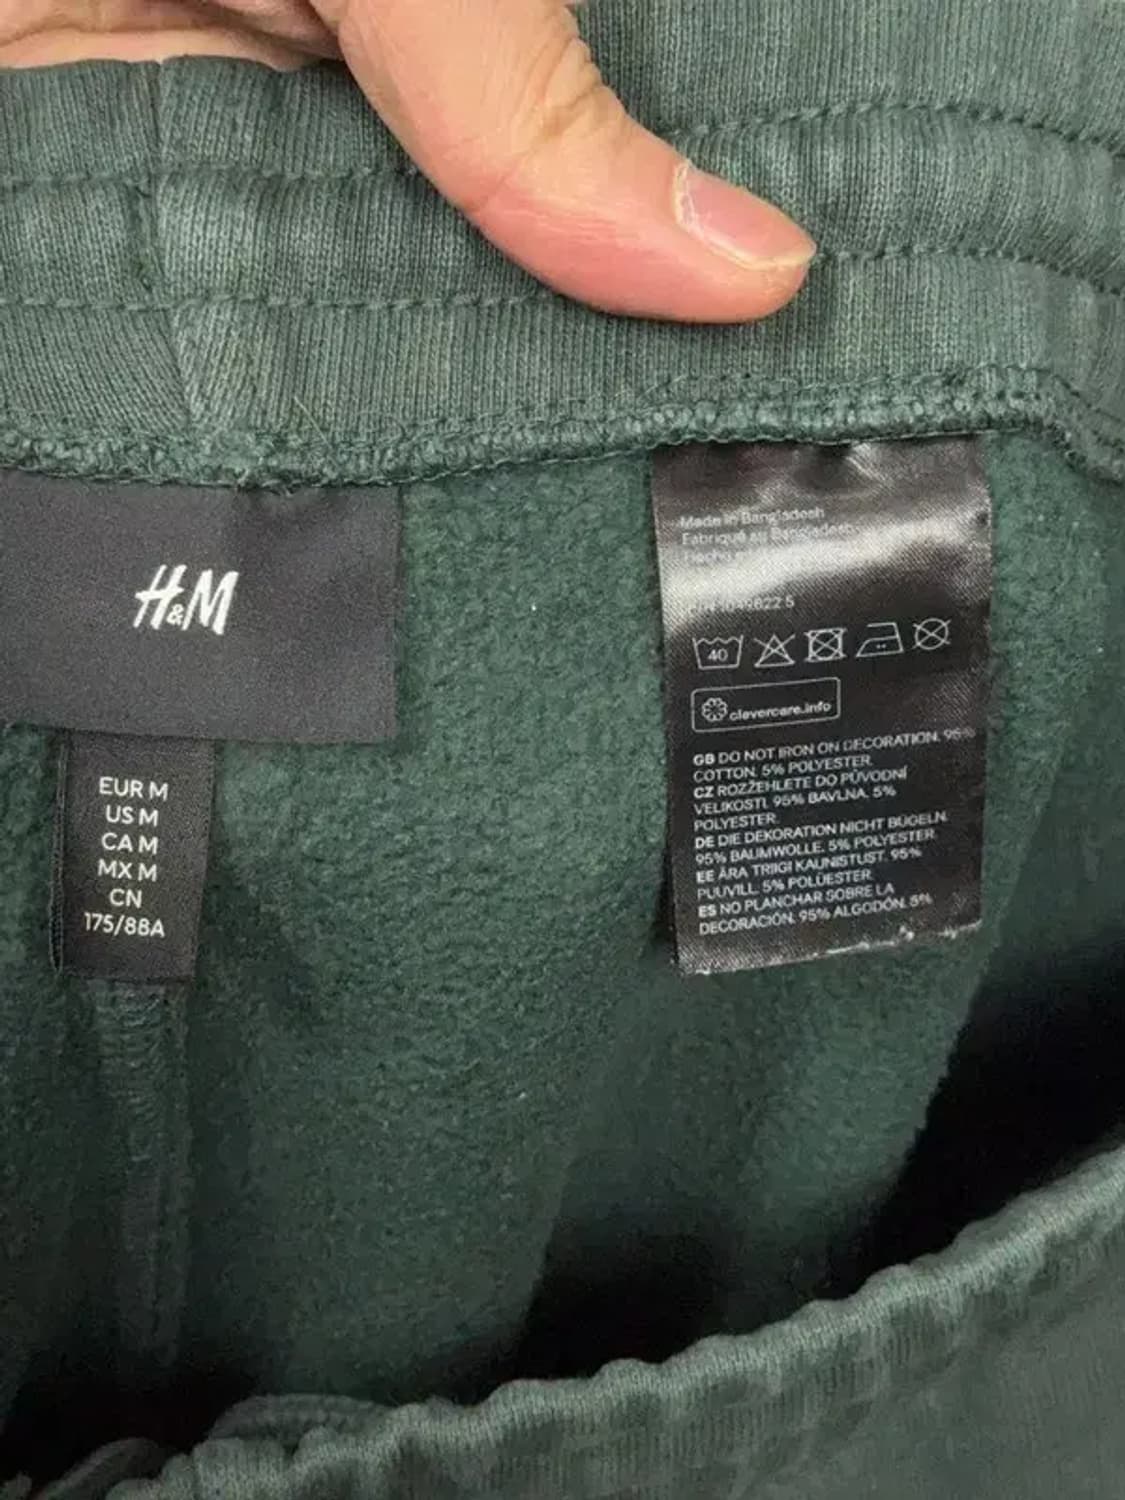 H&M
EUR M
US M
CA M
MX M
CN
175/88A
Made in Bangladesh
Fabriqué au Bangladesh
22 5
40
clevercare.info
GB DO NOT IRON ON DECORATION. 95%
COTTON. 5% POLYESTER.
CZ ROZŽEHLETE DO PŮVODNÍ
VELIKOSTI. 95% BAVLNA. 5%
POLYESTER.
DE DIE DEKORATION NICHT BÜGELN.
95% BAUMWOLLE. 5% POLYESTER.
EE ÄRA TRIIGI KAUNISTUST. 95%
PUUVILL. 5% POLÜESTER.
ES NO PLANCHAR SOBRE LA
DECORACIÓN. 95% ALGODÓN. 5%